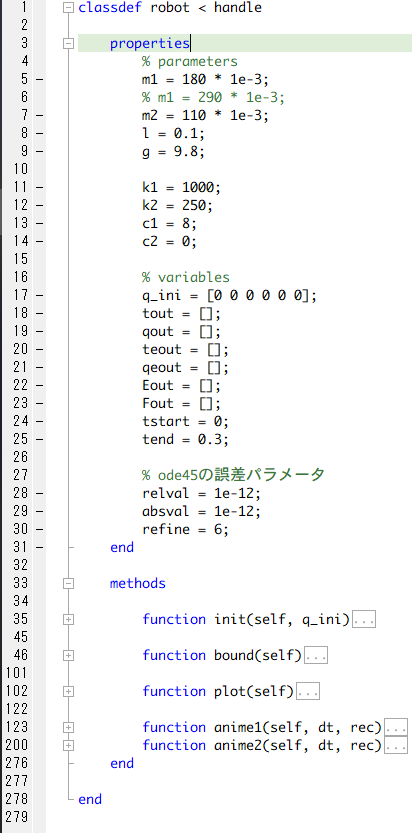 1 classdef robot < handle
2
3 properties
4 % parameters
5 – m1 = 180 * 1e-3;
6 % m1 = 290 * 1e-3;
7 – m2 = 110 * 1e-3;
8 – l = 0.1;
9 – g = 9.8;
10
11 – k1 = 1000;
12 – k2 = 250;
13 – c1 = 8;
14 – c2 = 0;
15
16 % variables
17 – q_ini = [0 0 0 0 0 0];
18 – tout = [];
19 – qout = [];
20 – teout = [];
21 – qeout = [];
22 – Eout = [];
23 – Fout = [];
24 – tstart = 0;
25 – tend = 0.3;
26
27 % ode45の誤差パラメータ
28 – relval = 1e-12;
29 – absval = 1e-12;
30 – refine = 6;
31 – end
32
33 methods
34
35 function init(self, q_ini)...
45
46 function bound(self)...
101
102 function plot(self)...
122
123 function anime1(self, dt, rec)...
200 function anime2(self, dt, rec)...
276 end
277
278 end
279